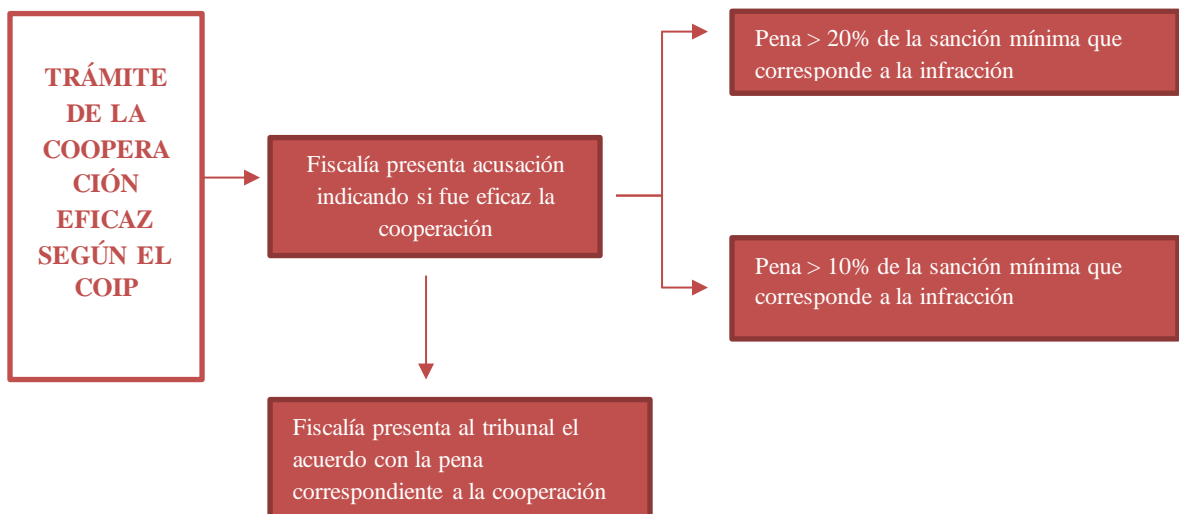 TRÁMITE
DE LA
COOPERA
CIÓN
EFICAZ
SEGÚN EL
COIP
Fiscalía presenta acusación
indicando si fue eficaz la
cooperación
Pena > 20% de la sanción mínima que
corresponde a la infracción
Pena > 10% de la sanción mínima que
corresponde a la infracción
Fiscalía presenta al tribunal el
acuerdo con la pena
correspondiente a la cooperación